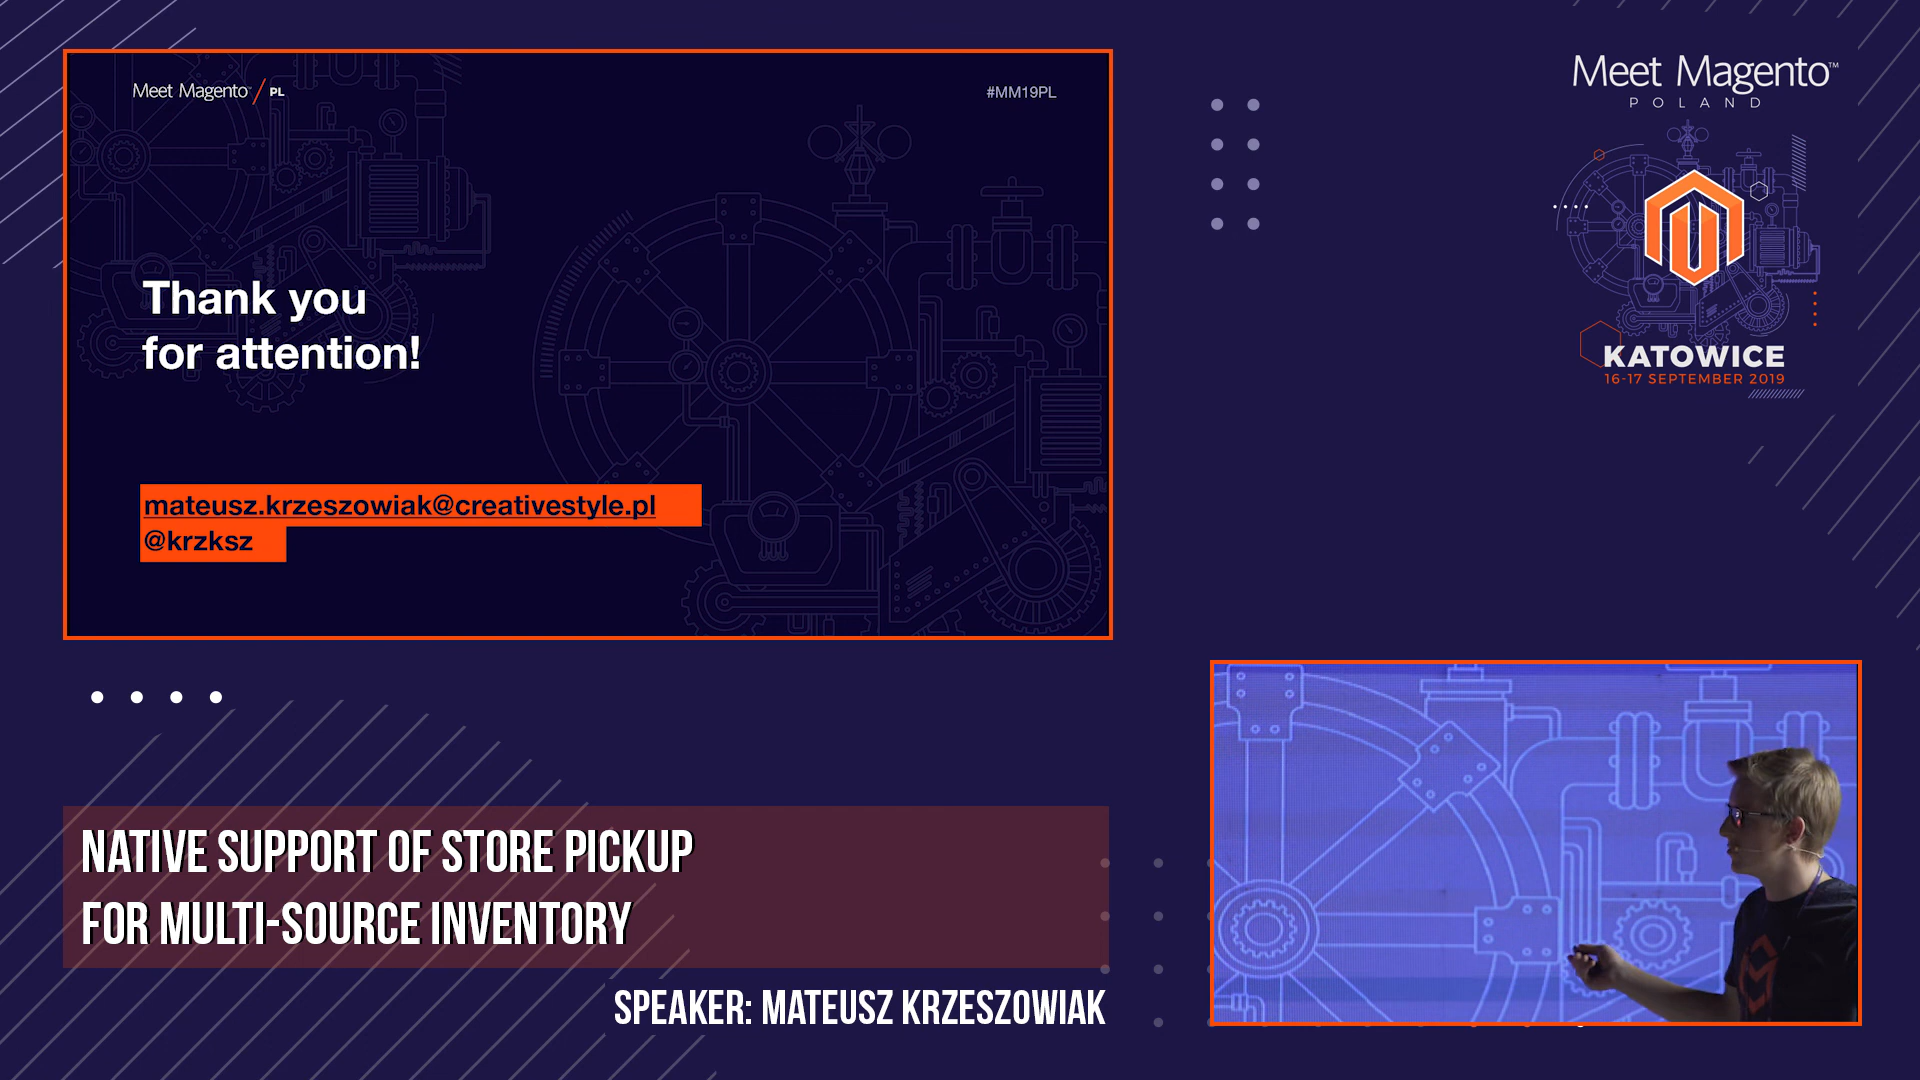 Meet Magento / PL
#MM19PL
Thank you
for attention!
mateusz.krzeszowiak@creativestyle.pl
@krzksz
Meet Magento™
POLAND
KATOWICE
16-17 SEPTEMBER 2019
NATIVE SUPPORT OF STORE PICKUP
FOR MULTI-SOURCE INVENTORY
SPEAKER: MATEUSZ KRZESZOWIAK